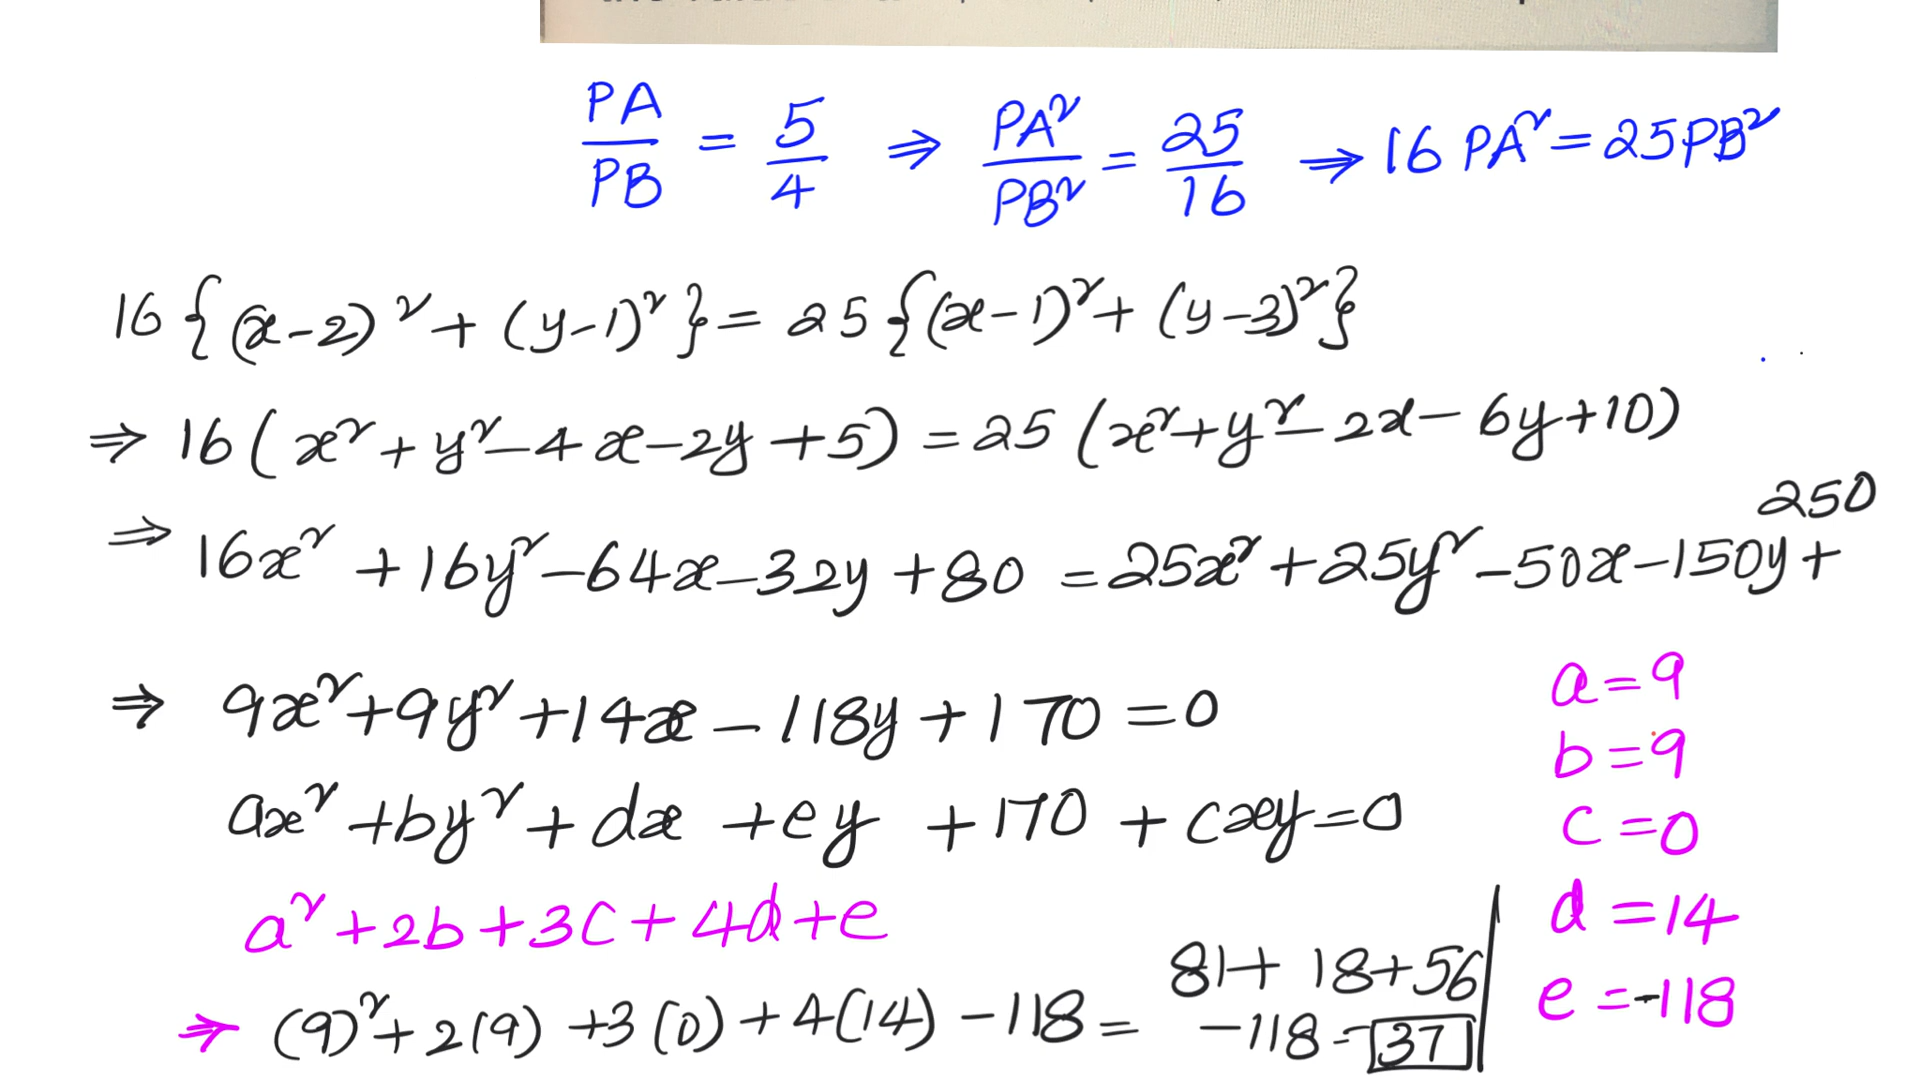 PA/PB = 5/4 ⇒ PA²/PB² = 25/16 ⇒ 16 PA² = 25PB²
16 {(x-2)² + (y-1)²} = 25 {(x-1)² + (y-3)²}
⇒ 16 (x² + y² - 4x - 2y + 5) = 25 (x² + y² - 2x - 6y + 10)
⇒ 16x² + 16y² - 64x - 32y + 80 = 25x² + 25y² - 50x - 150y + 250
⇒ 9x² + 9y² + 14x - 118y + 170 = 0
ax² + by² + dx + ey + 170 + cxy = 0
a² + 2b + 3c + 4d + e
⇒ (9)² + 2(9) + 3(0) + 4(14) - 118 = 81 + 18 + 56
- 118 = 37
a = 9
b = 9
c = 0
d = 14
e = -118